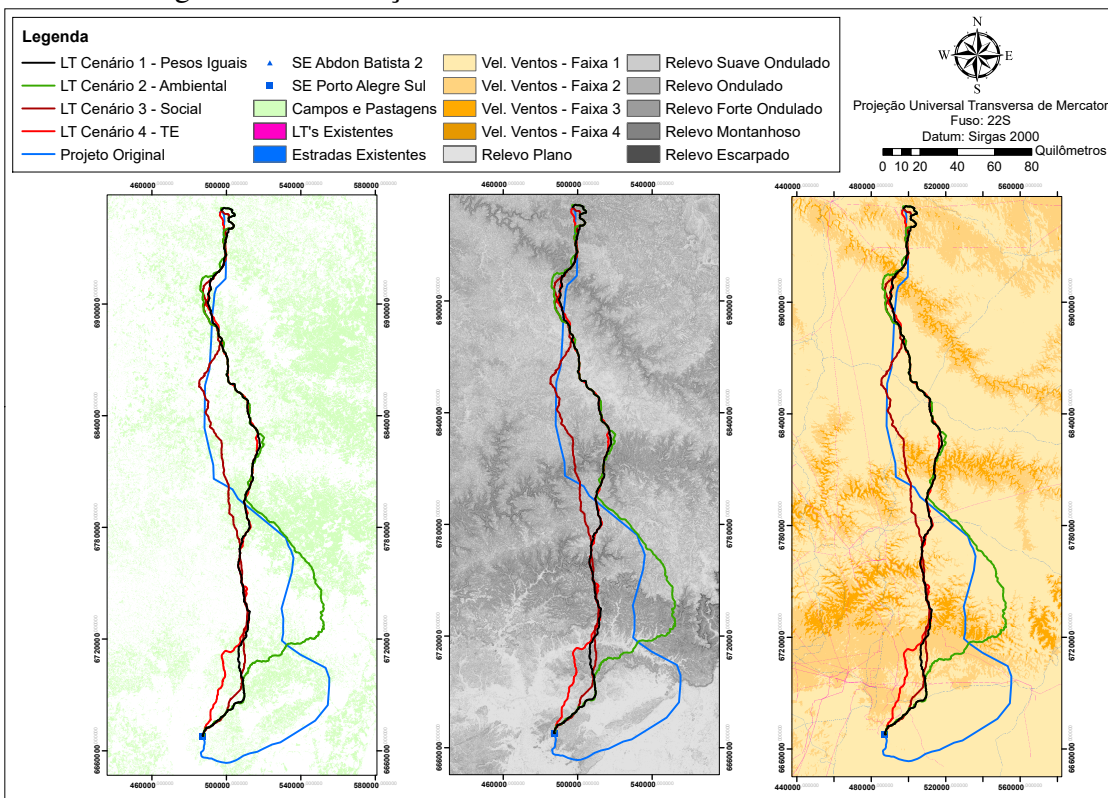 Legenda
LT Cenário 1 - Pesos Iguais
LT Cenário 2 - Ambiental
LT Cenário 3 - Social
LT Cenário 4 - TE
Projeto Original
SE Abdon Batista 2
SE Porto Alegre Sul
Campos e Pastagens
LT's Existentes
Estradas Existentes
Vel. Ventos - Faixa 1
Vel. Ventos - Faixa 2
Vel. Ventos - Faixa 3
Vel. Ventos - Faixa 4
Relevo Plano
Relevo Suave Ondulado
Relevo Ondulado
Relevo Forte Ondulado
Relevo Montanhoso
Relevo Escarpado
N
W E
S
Projeção Universal Transversa de Mercator
Fuso: 22S
Datum: Sirgas 2000
Quilômetros
0 10 20 40 60 80
460000 500000 540000 580000
6900000
6840000
6780000
6720000
6660000
460000 500000 540000
460000 500000 540000
6900000
6840000
6780000
6720000
6660000
460000 500000 540000
440000 480000 520000 560000
6900000
6840000
6780000
6720000
6660000
440000 480000 520000 560000